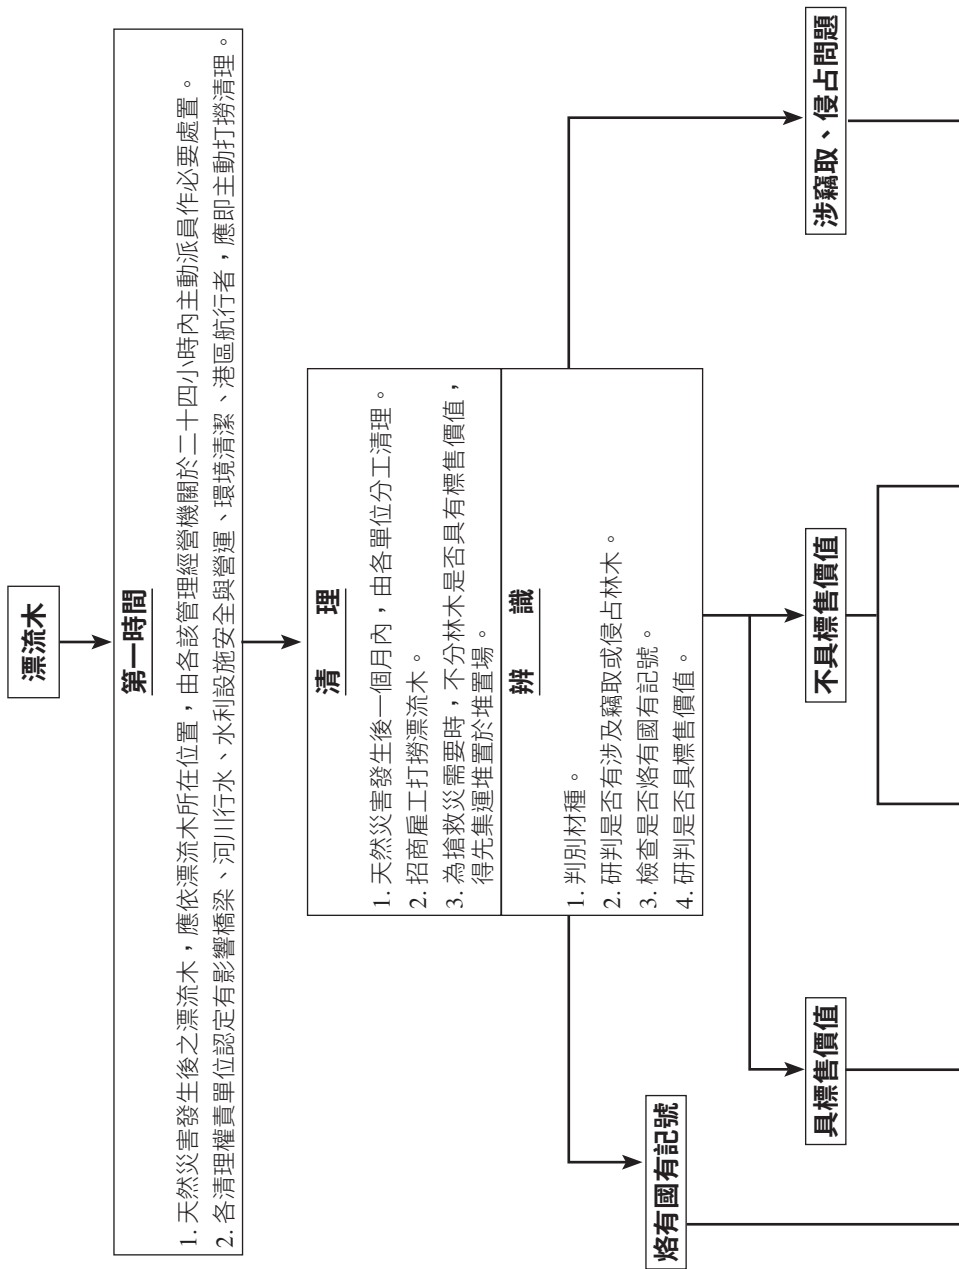 漂流木
第一時間
1. 天然災害發生後之漂流木，應依漂流木所在位置，由各該管理經營機關於二十四小時內主動派員作必要處置。
2. 各清理權責單位認定有影響橋梁、河川行水、水利設施安全與營運、環境清潔、港區航行者，應即主動打撈清理。
清　理
1. 天然災害發生後一個月內，由各單位分工清理。
2. 招商雇工打撈漂流木。
3. 為搶救災需要時，不分林木是否具有標售價值，
得先集運堆置於堆置場。
辨　識
1. 判別材種。
2. 研判是否有涉及竊取或侵占林木。
3. 檢查是否烙有國有記號。
4. 研判是否具標售價值。
烙有國有記號
具標售價值
不具標售價值
涉竊取、侵占問題